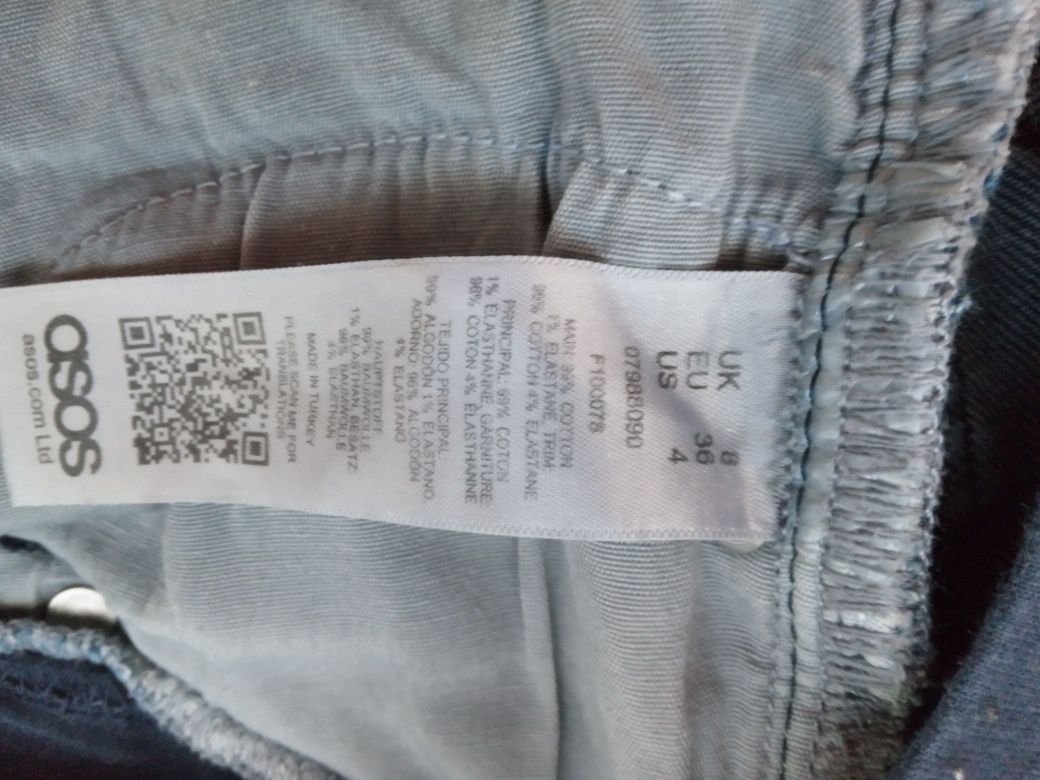 UK 8
EU 36
US 4
07988090
F100078
MAIN: 99% COTTON
1% ELASTANE, TRIM
96% COTTON 4% ELASTANE
PRINCIPAL: 99% COTON
1% ELASTHANNE, GARNITURE:
96% COTON 4% ELASTHANNE
TEJIDO PRINCIPAL
99% ALGODÓN 1% ELASTANO,
ADORNO 96% ALGODÓN
4% ELASTANO
HAUPTSTOFF:
99% BAUMWOLLE
1% ELASTHAN, BESATZ:
96% BAUMWOLLE
4% ELASTHAN
MADE IN TURKEY
PLEASE SCAN ME FOR
TRANSLATIONS
asos
asos.com Ltd